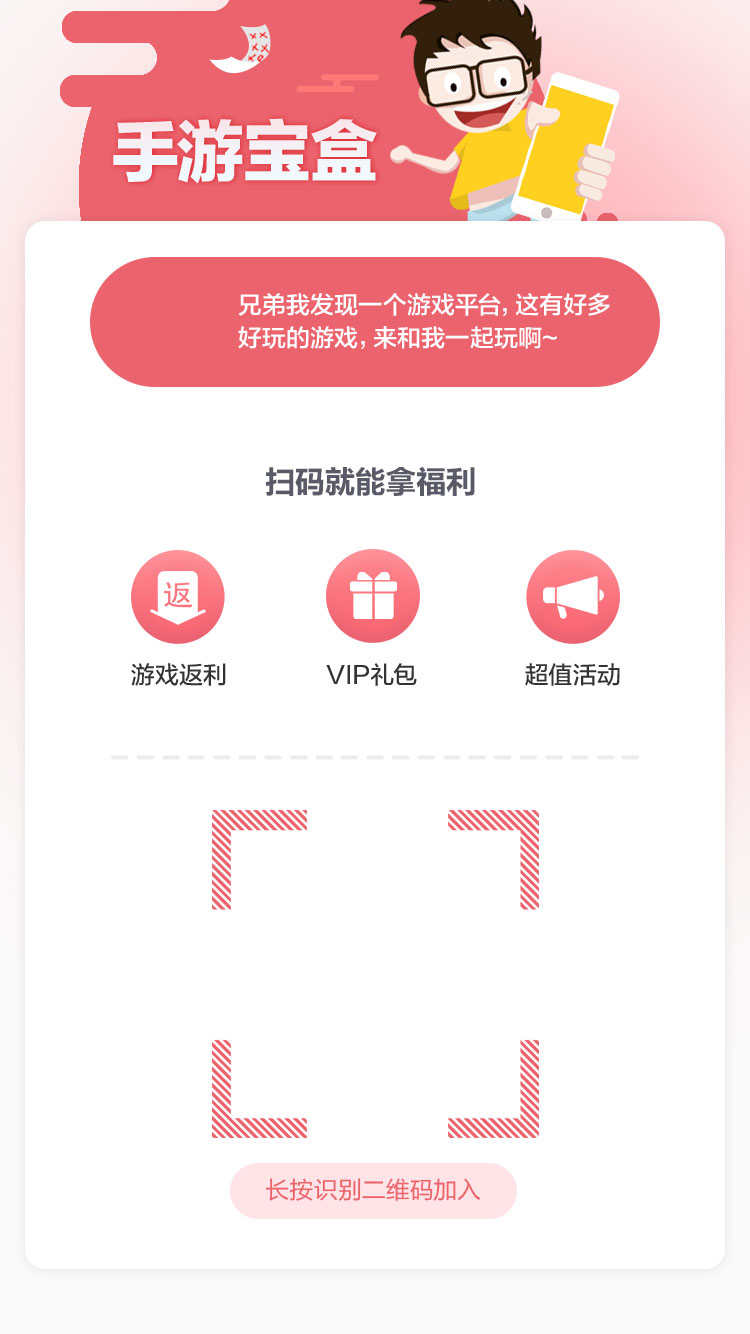 手游宝盒
兄弟我发现一个游戏平台，这有好多
好玩的游戏，来和我一起玩啊~
扫码就能拿福利
返
游戏返利
VIP礼包
超值活动
长按识别二维码加入